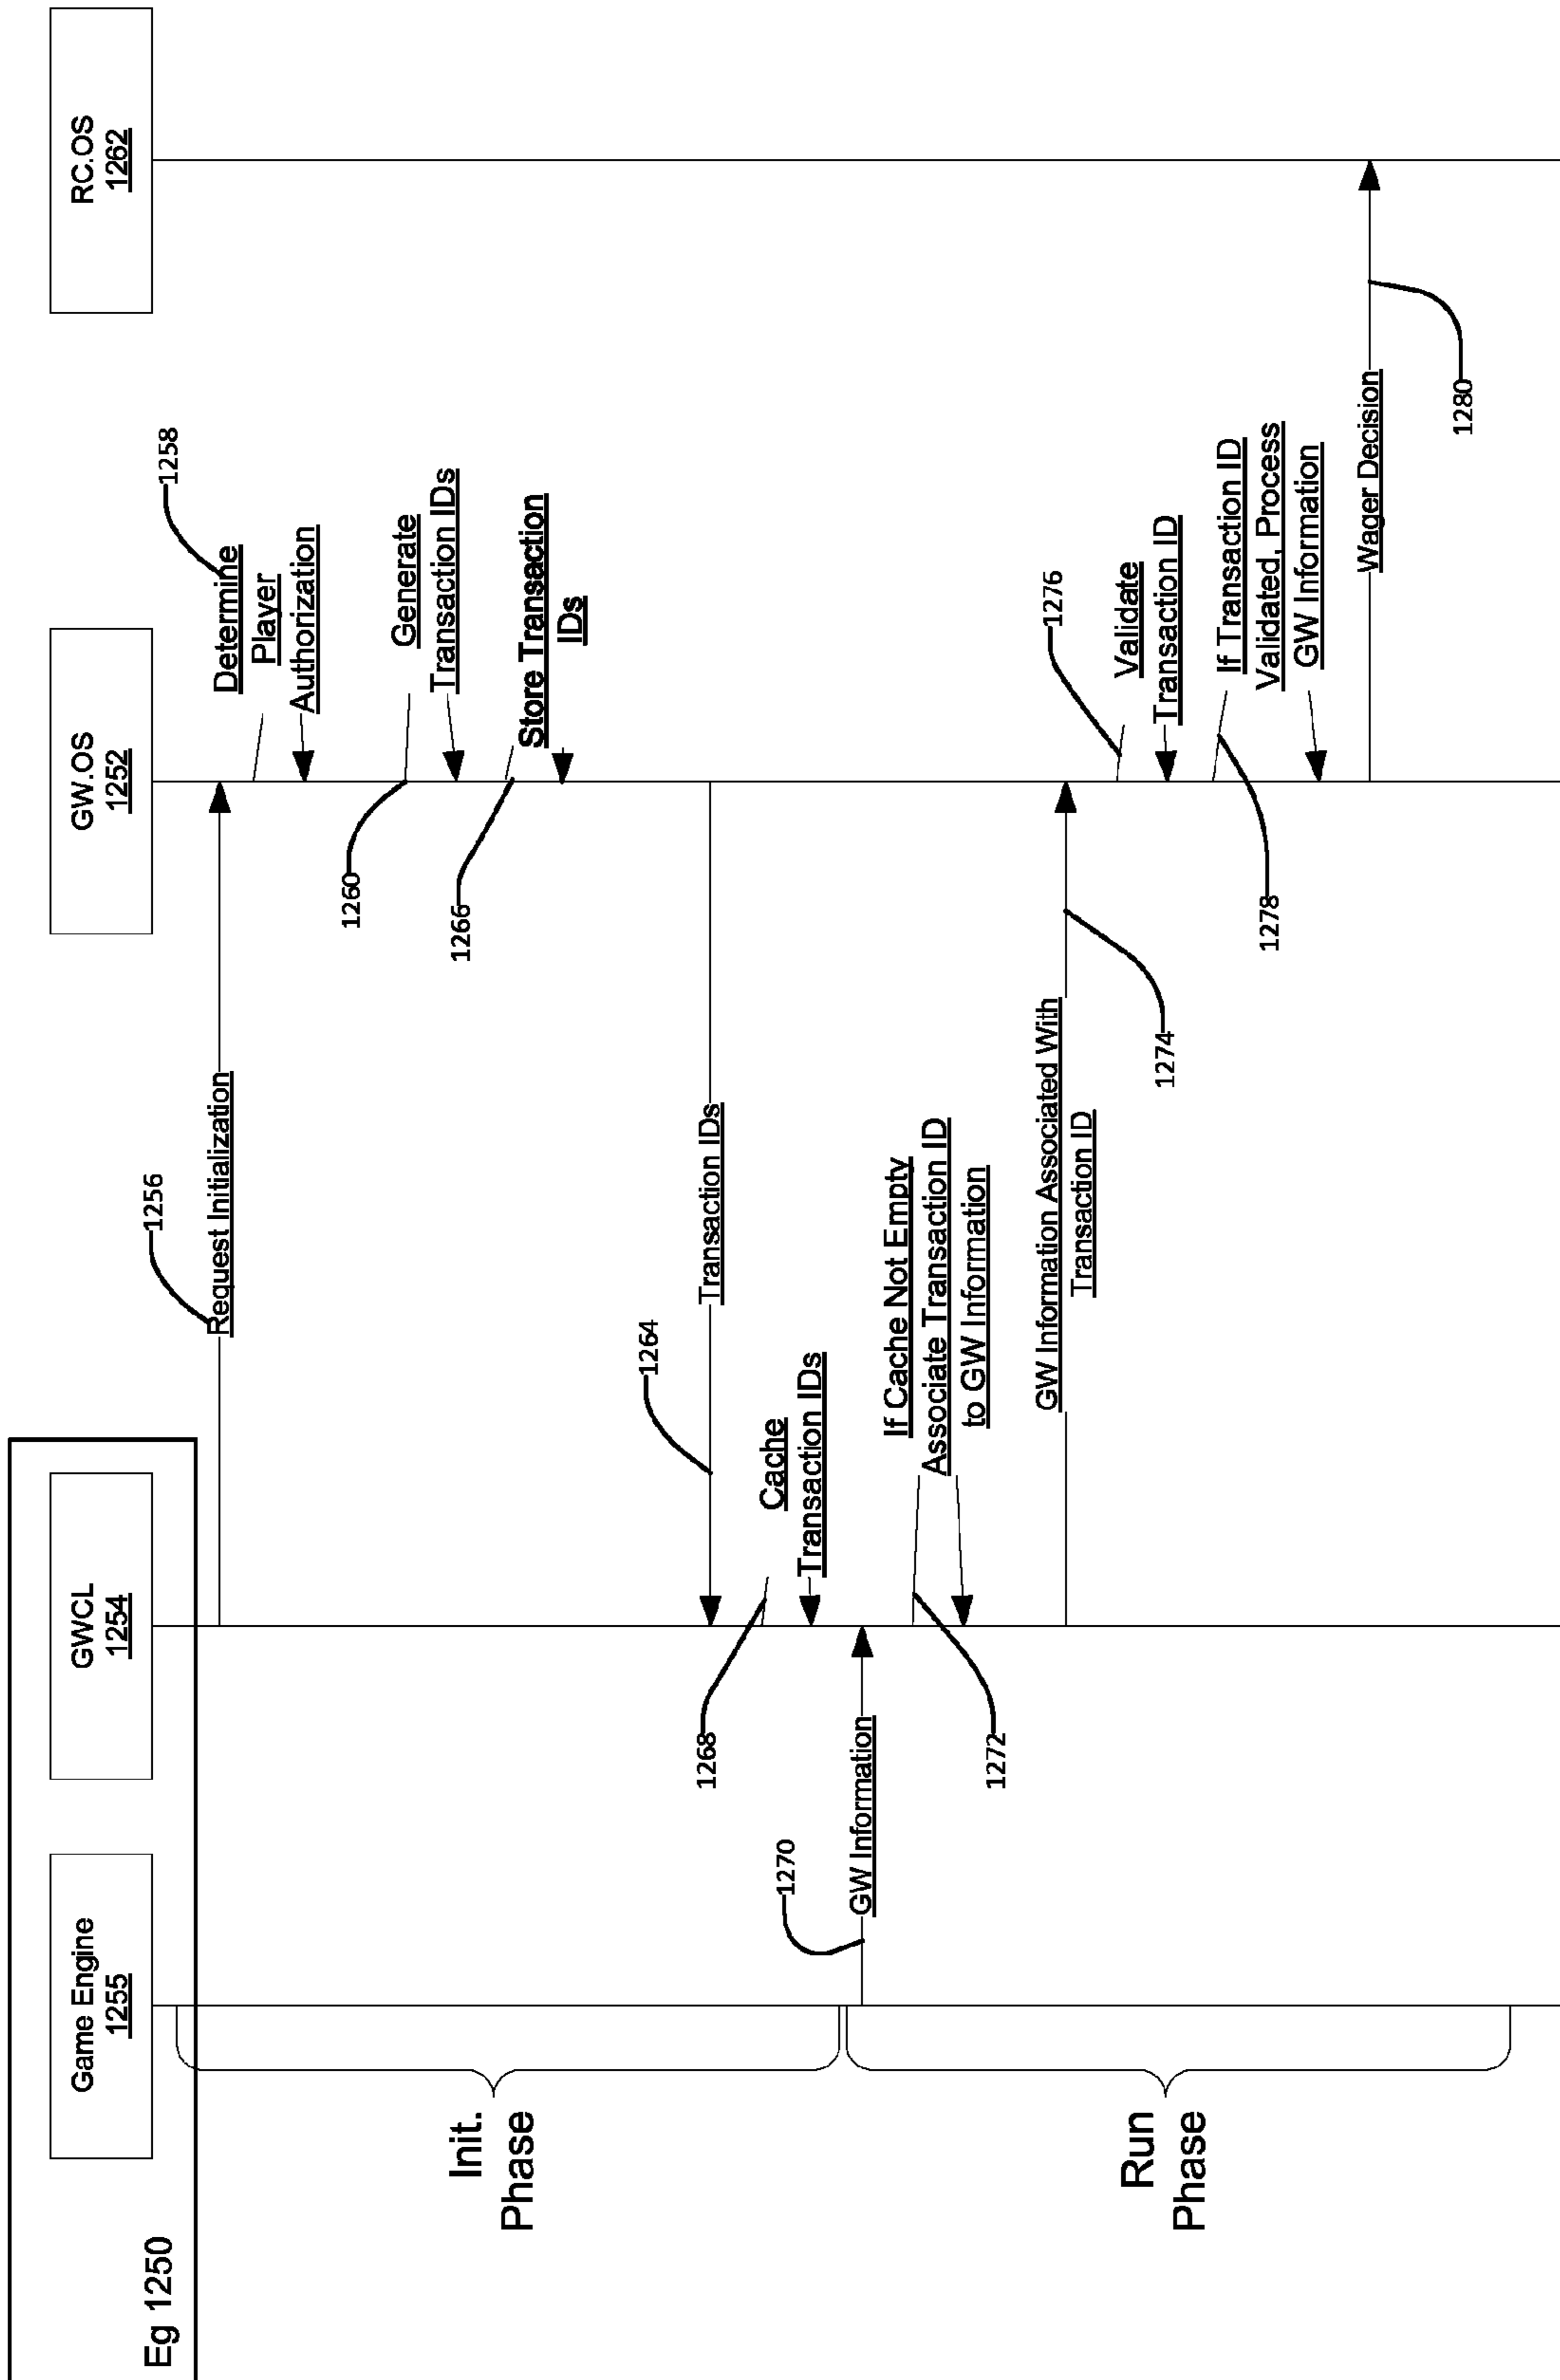 Eg 1250
Game Engine
1255
GWCL
1254
GW.OS
1252
RC.OS
1262
Init.
Phase
1256
Request Initialization
1258
Determine
Player
Authorization
1260
Generate
Transaction IDs
1266
Store Transaction
IDs
1264
Transaction IDs
1268
Cache
Transaction IDs
Run
Phase
1270
GW Information
1272
If Cache Not Empty
Associate Transaction ID
to GW Information
GW Information Associated With
Transaction ID
1274
1276
Validate
Transaction ID
1278
If Transaction ID
Validated, Process
GW Information
Wager Decision
1280